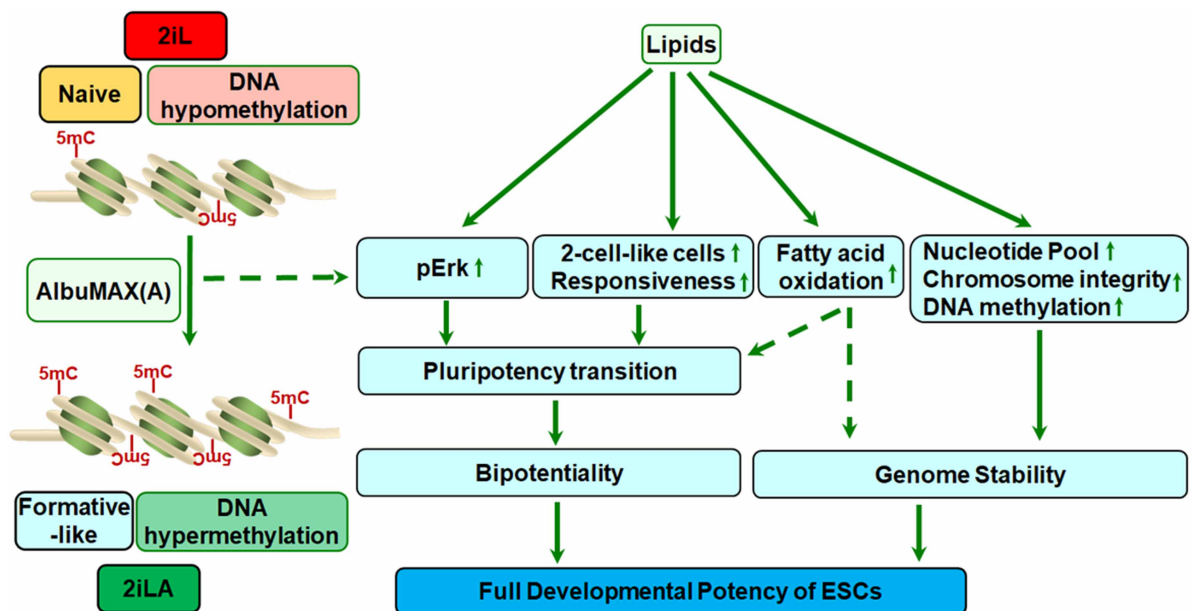 2iL
Naive
DNA
hypomethylation
5mC
5mC
AlbuMAX(A)
5mC
5mC
5mC
5mC
5mC
Formative
-like
DNA
hypermethylation
2iLA
Lipids
pErk ↑
2-cell-like cells ↑
Responsiveness ↑
Fatty acid
oxidation ↑
Nucleotide Pool ↑
Chromosome integrity ↑
DNA methylation ↑
Pluripotency transition
Bipotentiality
Genome Stability
Full Developmental Potency of ESCs